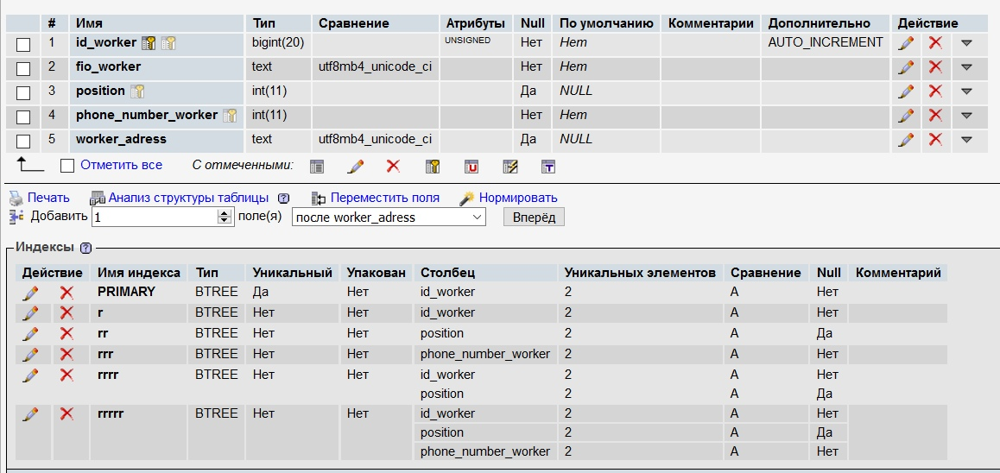 # Имя Тип Сравнение Атрибуты Null По умолчанию Комментарии Дополнительно Действие
1 id_worker bigint(20) UNSIGNED Нет Нет AUTO_INCREMENT
2 fio_worker text utf8mb4_unicode_ci Нет Нет
3 position int(11) Да NULL
4 phone_number_worker int(11) Нет Нет
5 worker_adress text utf8mb4_unicode_ci Да NULL
Отметить все С отмеченными:
Печать Анализ структуры таблицы Переместить поля Нормировать
Добавить 1 поле(я) после worker_adress Вперёд
Индексы
Действие Имя индекса Тип Уникальный Упакован Столбец Уникальных элементов Сравнение Null Комментарий
PRIMARY BTREE Да Нет id_worker 2 A Нет
r BTREE Нет Нет id_worker 2 A Нет
rr BTREE Нет Нет position 2 A Да
rrr BTREE Нет Нет phone_number_worker 2 A Нет
rrrr BTREE Нет Нет id_worker 2 A Нет
position 2 A Да
rrrrr BTREE Нет Нет id_worker 2 A Нет
position 2 A Да
phone_number_worker 2 A Нет